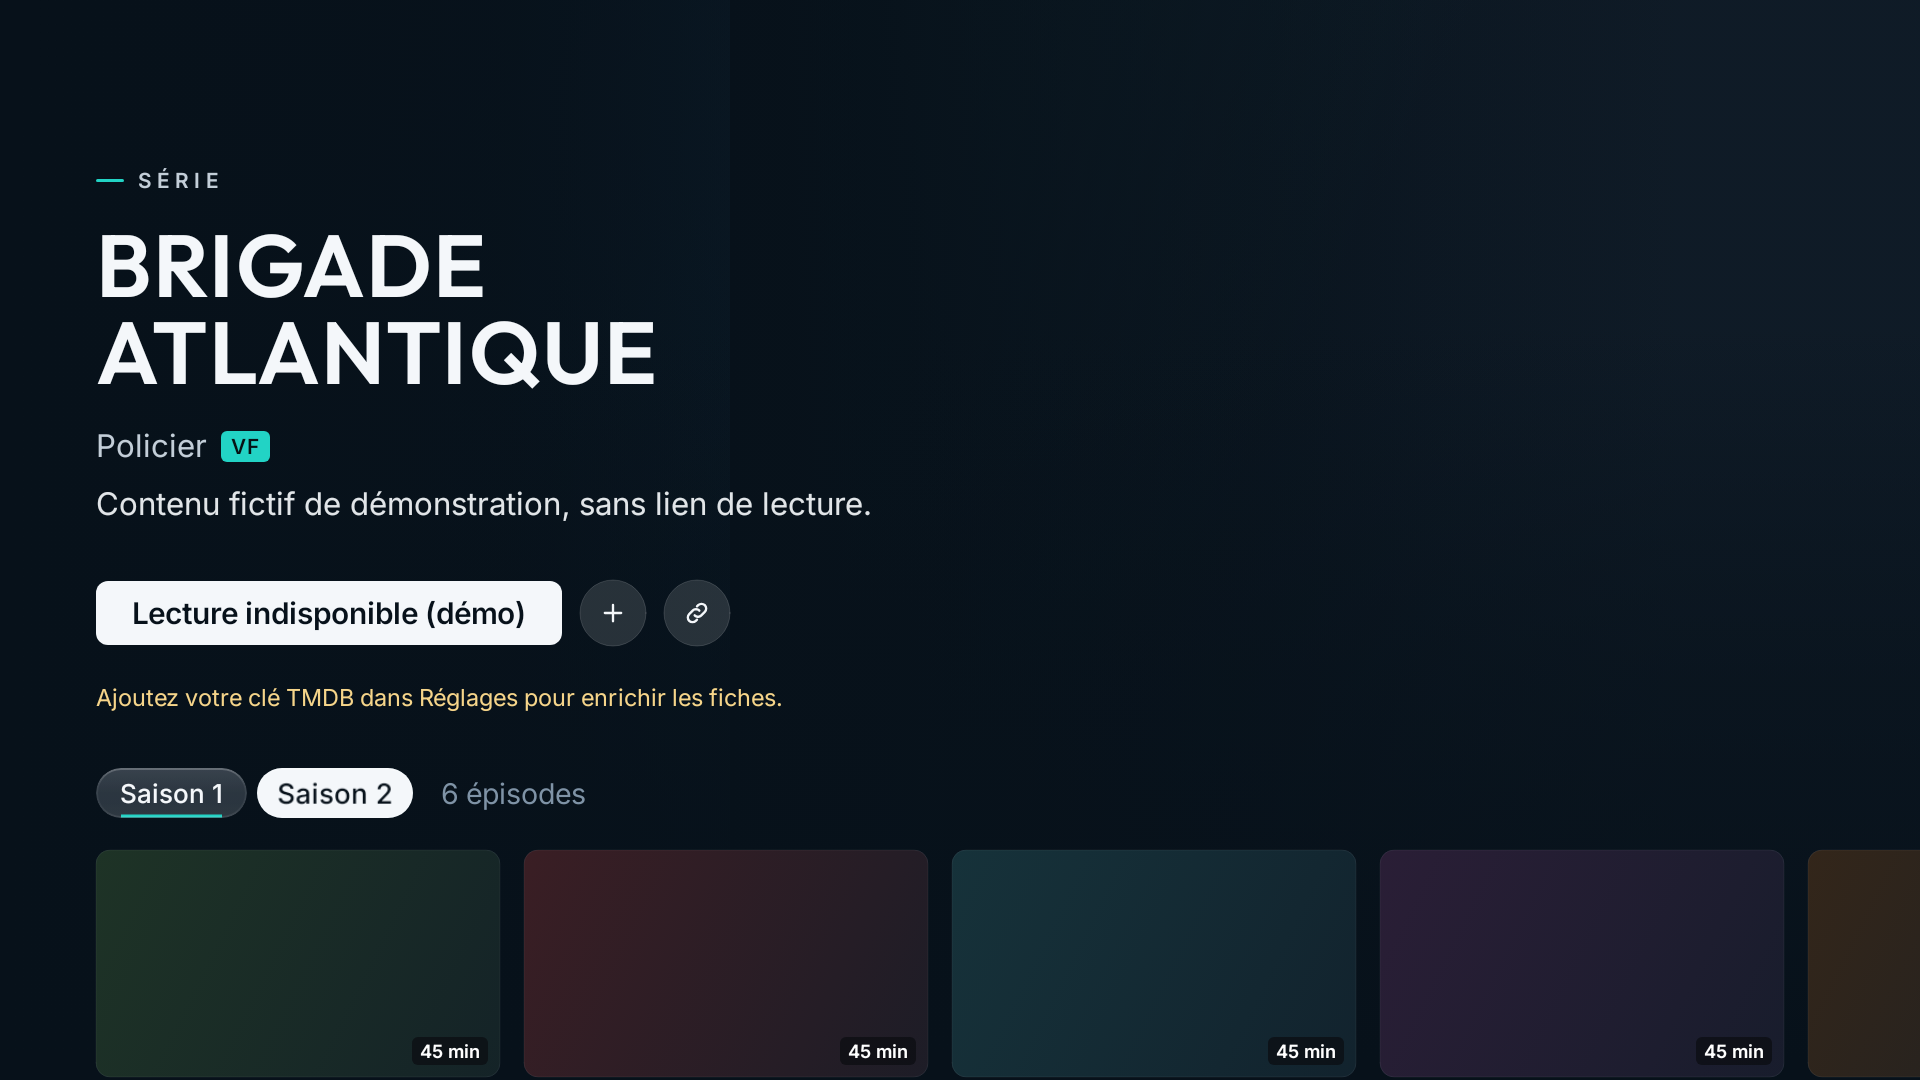 SÉRIE
BRIGADE
ATLANTIQUE
Policier VF
Contenu fictif de démonstration, sans lien de lecture.
Lecture indisponible (démo)
Ajoutez votre clé TMDB dans Réglages pour enrichir les fiches.
Saison 1 Saison 2 6 épisodes
45 min 45 min 45 min 45 min